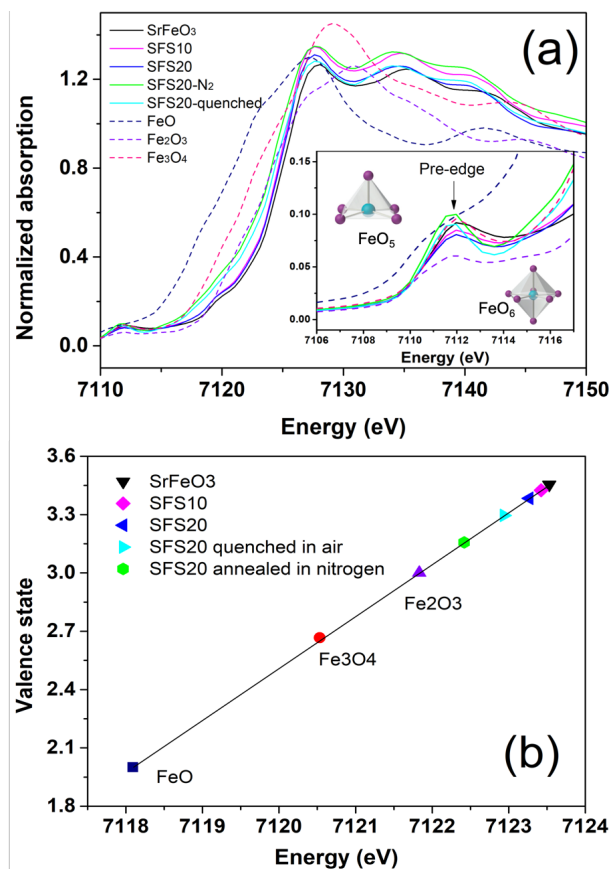 (a)
SrFeO₃
SFS10
SFS20
SFS20-N₂
SFS20-quenched
FeO
Fe₂O₃
Fe₃O₄
Normalized absorption
1.2
0.8
0.4
0.0
7110 7120 7130 7140 7150
Energy (eV)
Pre-edge
FeO₅
FeO₆
0.15
0.10
0.05
0.00
7106 7108 7110 7112 7114 7116
Energy (eV)
(b)
SrFeO3
SFS10
SFS20
SFS20 quenched in air
SFS20 annealed in nitrogen
Fe2O3
Fe3O4
FeO
Valence state
3.6
3.3
3.0
2.7
2.4
2.1
1.8
7118 7119 7120 7121 7122 7123 7124
Energy (eV)